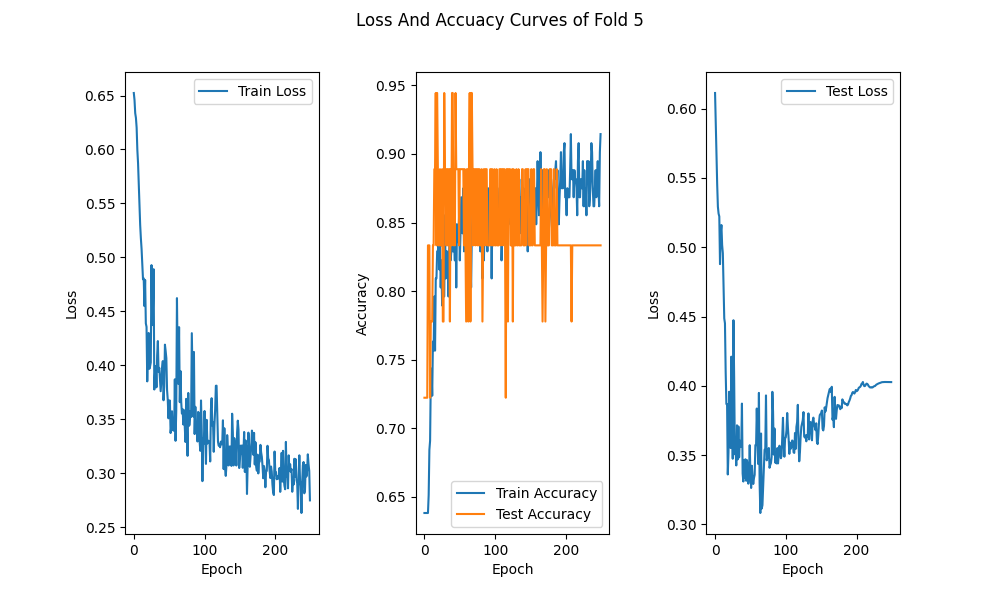 Loss And Accuacy Curves of Fold 5
Train Loss
0.65
0.60
0.55
0.50
0.45
0.40
0.35
0.30
0.25
Loss
0
100
200
Epoch
0.95
0.90
0.85
0.80
0.75
0.70
0.65
Accuracy
Train Accuracy
Test Accuracy
0
100
200
Epoch
Test Loss
0.60
0.55
0.50
0.45
0.40
0.35
0.30
Loss
0
100
200
Epoch